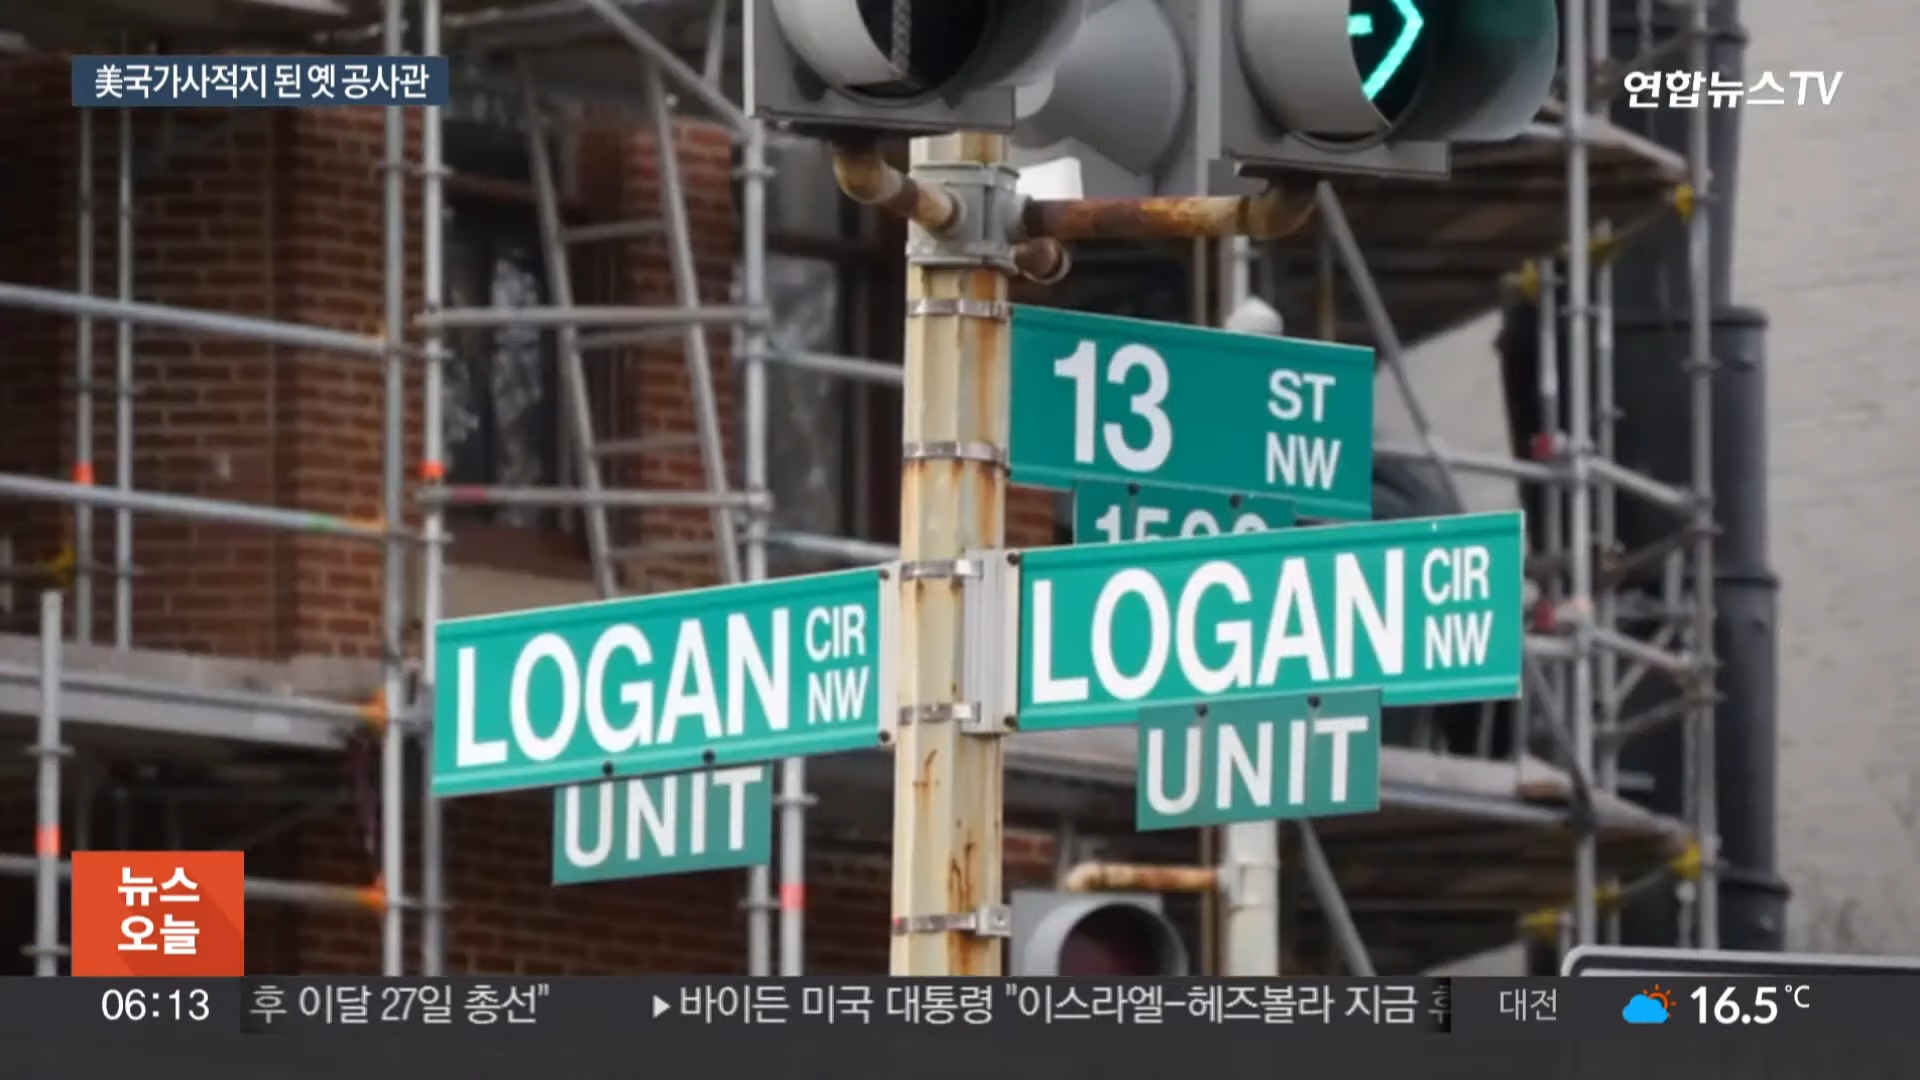 美국가사적지 된 옛 공사관
연합뉴스TV
13 ST
NW
LOGAN CIR
NW
UNIT
LOGAN CIR
NW
UNIT
뉴스
오늘
06:13
후 이달 27일 총선"
▶바이든 미국 대통령 "이스라엘-헤즈볼라 지금
대전
16.5℃